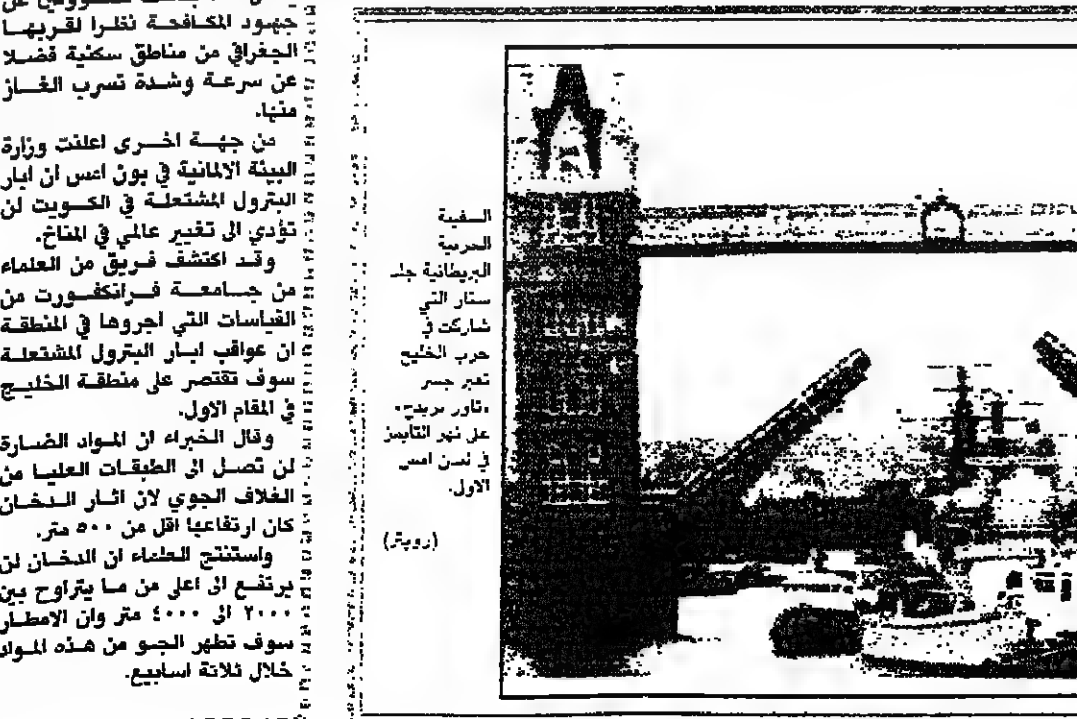 جهود المكافحة نظرا لقربها
الجغرافي من مناطق سكنية فضلا
عن سرعة وشدة تسرب الغاز
منها.
من جهة اخرى اعلنت وزارة
البيئة الالمانية في بون امس ان ابار
البترول المشتعلة في الكويت لن
تؤدي الى تغيير عالمي في المناخ.
وقد اكتشف فريق من العلماء
من جامعة فرانكفورت من
القياسات التي اجروها في المنطقة
ان عواقب ابار البترول المشتعلة
سوف تقتصر على منطقة الخليج
في المقام الاول.
وقال الخبراء ان المواد الضارة
لن تصل الى الطبقات العليا من
الغلاف الجوي لان اثار الدخان
كان ارتفاعها اقل من ٥٠٠ متر.
واستنتج العلماء ان الدخان لن
يرتفع الى اعلى من ما يتراوح بين
٢٠٠٠ الى ٤٠٠٠ متر وان الامطار
سوف تطهر الجو من هذه المواد
خلال ثلاثة اسابيع.
السفينة
الحربية
البريطانية جلد
ستار التي
شاركت في
حرب الخليج
تعبر جسر
«تاور بريدج»
على نهر التايمز
في لندن امس
الاول.
(رويتر)